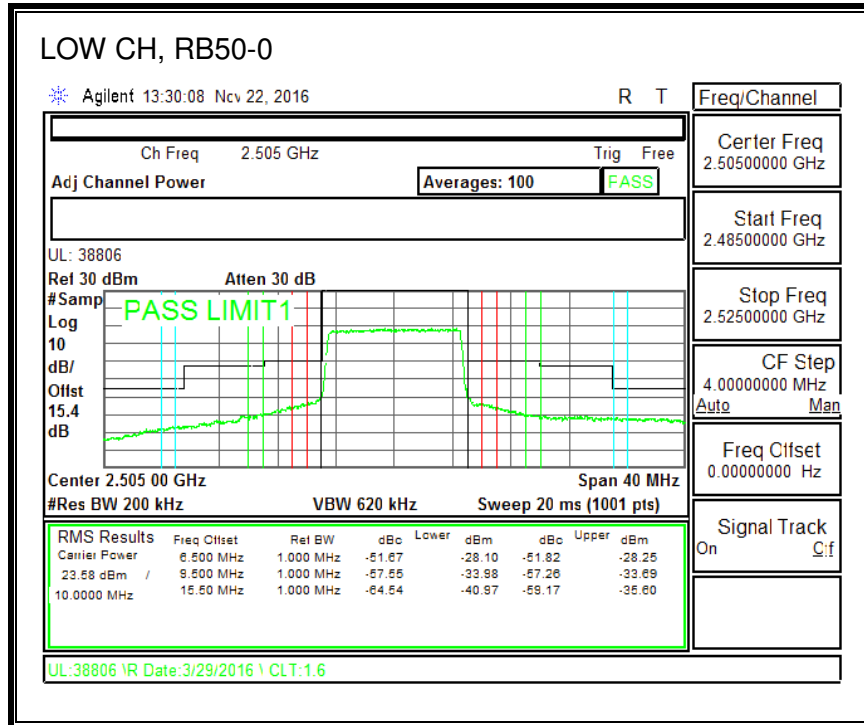 LOW CH, RB50-0
Agilent 13:30:08 Nov 22, 2016 R T
Freq/Channel
Ch Freq 2.505 GHz Trig Free
Adj Channel Power Averages: 100 PASS
UL: 38806
Ref 30 dBm Atten 30 dB
#Samp
Log
10
dB/
Offst
15.4
dB
PASS LIMIT1
Center 2.505 00 GHz Span 40 MHz
#Res BW 200 kHz VBW 620 kHz Sweep 20 ms (1001 pts)
RMS Results Freq Offset Ref BW dBc Lower dBm dBc Upper dBm
Carrier Power 6.500 MHz 1.000 MHz -51.67 -28.10 -51.82 -28.25
23.58 dBm / 9.500 MHz 1.000 MHz -57.55 -33.98 -57.26 -33.69
10.0000 MHz 15.50 MHz 1.000 MHz -64.54 -40.97 -59.17 -35.60
UL:38806 \R Date:3/29/2016 \ CLT:1.6
Center Freq
2.50500000 GHz
Start Freq
2.48500000 GHz
Stop Freq
2.52500000 GHz
CF Step
4.00000000 MHz
Auto Man
Freq Offset
0.00000000 Hz
Signal Track
On Off